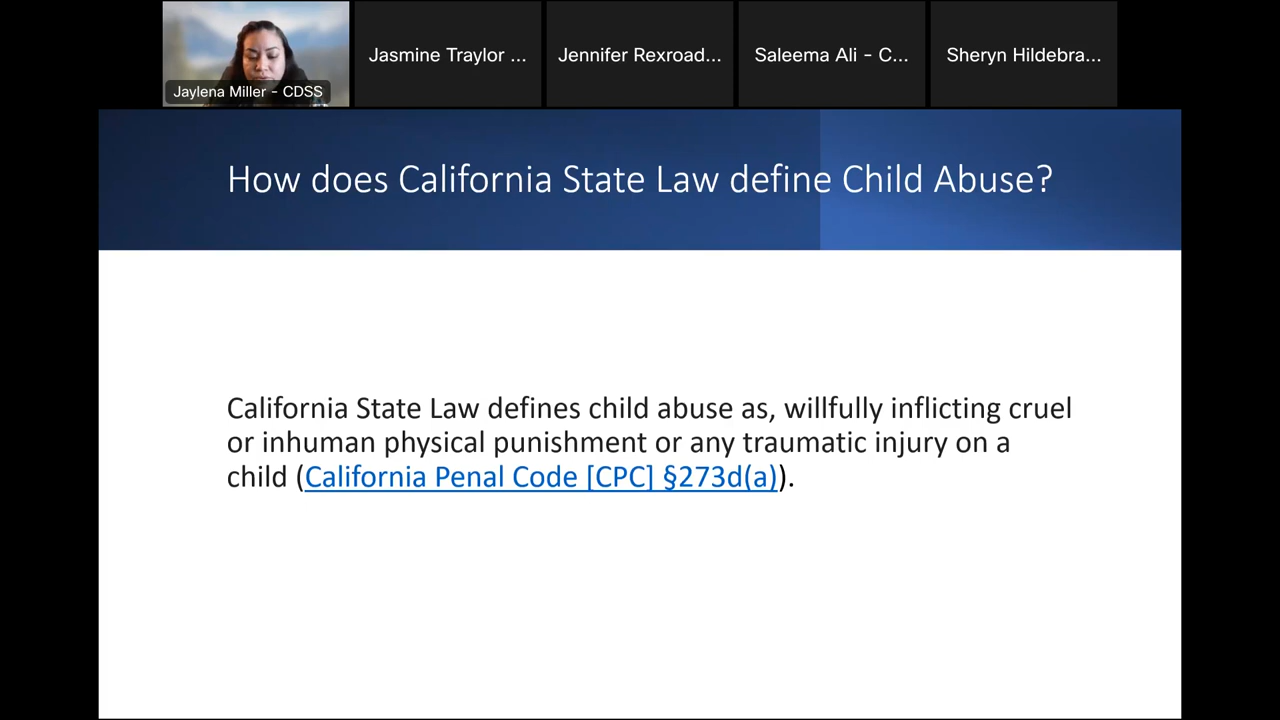 Jaylena Miller - CDSS
Jasmine Traylor ...
Jennifer Rexroad...
Saleema Ali - C...
Sheryn Hildebra...
How does California State Law define Child Abuse?
California State Law defines child abuse as, willfully inflicting cruel
or inhuman physical punishment or any traumatic injury on a
child (California Penal Code [CPC] §273d(a)).